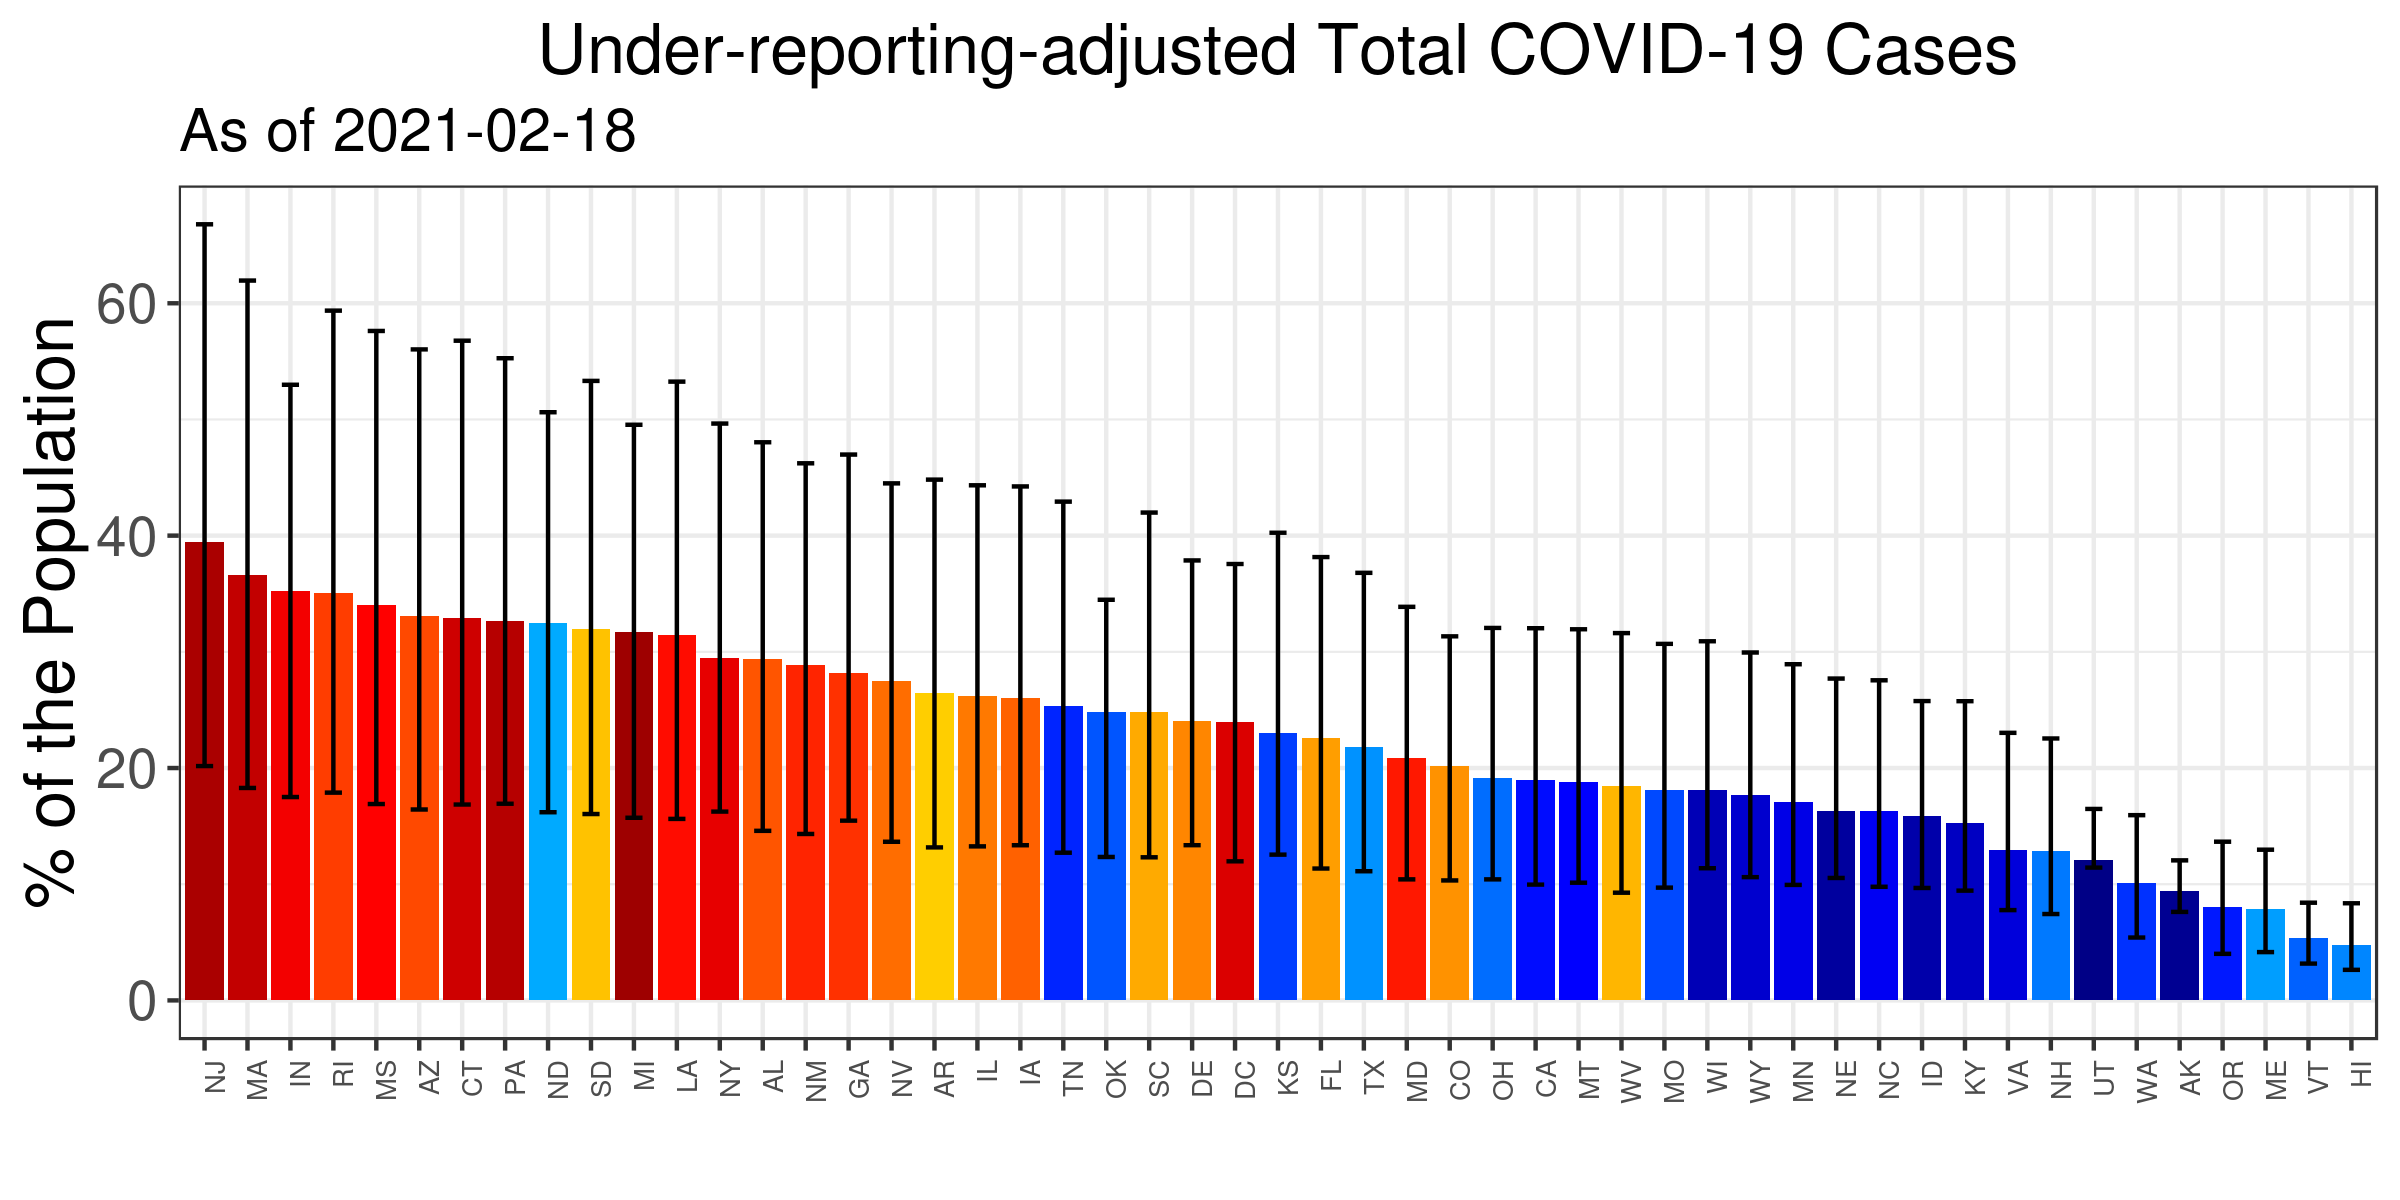 Under-reporting-adjusted Total COVID-19 Cases
As of 2021-02-18
% of the Population
60
40
20
0
NJ MA IN RI MS AZ CT PA ND SD MI LA NY AL NM GA NV AR IL IA TN OK SC DE DC KS FL TX MD CO OH CA MT WV MO WI WY MN NE NC ID KY VA NH UT WA AK OR ME VT HI